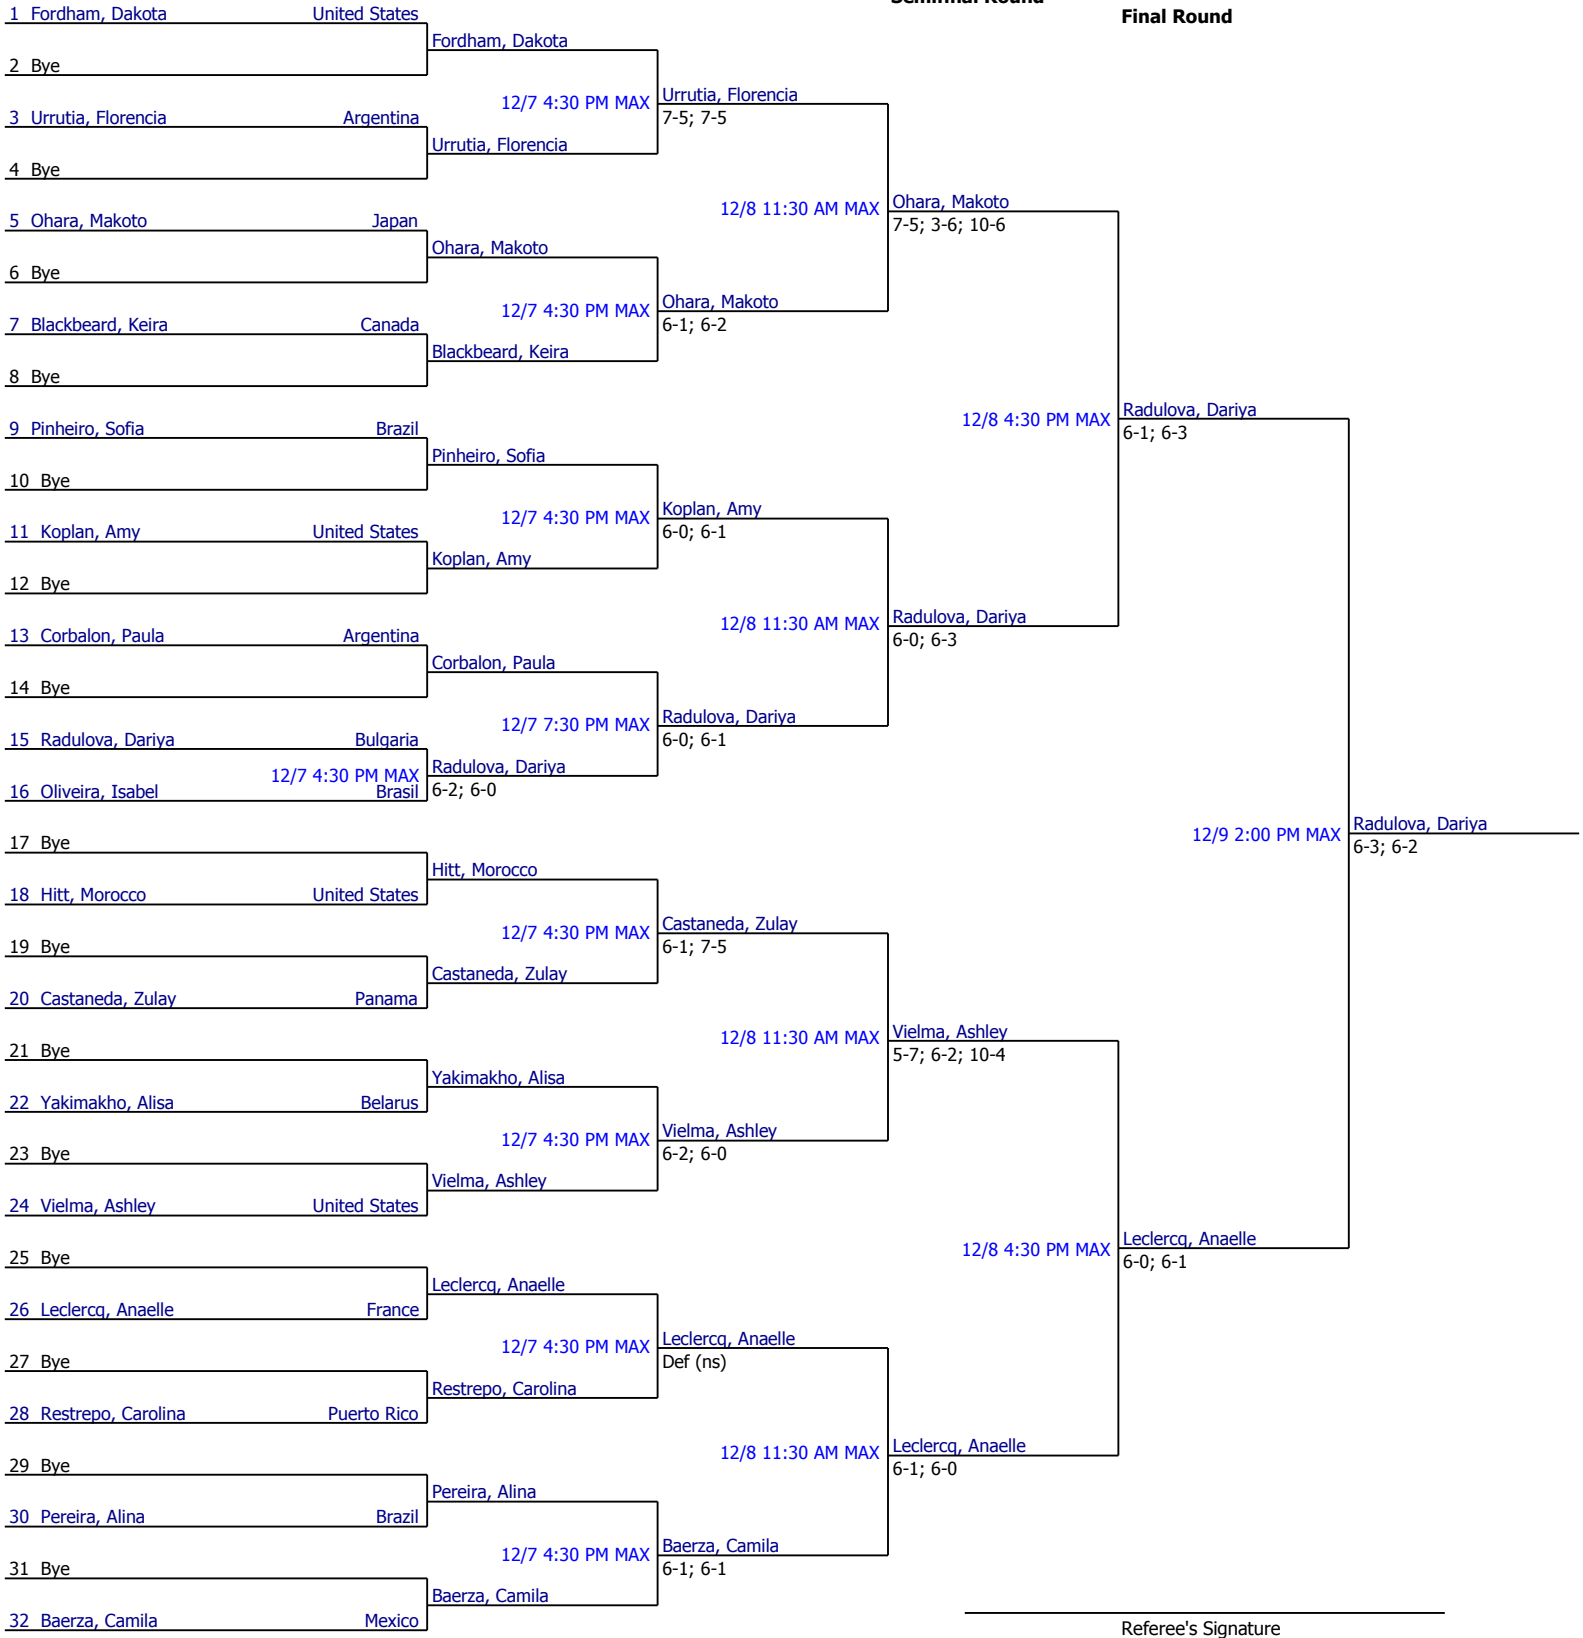 Semifinal Round
Final Round
1 Fordham, Dakota United States
Fordham, Dakota
2 Bye
12/7 4:30 PM MAX Urrutia, Florencia
7-5; 7-5
3 Urrutia, Florencia Argentina
Urrutia, Florencia
4 Bye
12/8 11:30 AM MAX Ohara, Makoto
7-5; 3-6; 10-6
5 Ohara, Makoto Japan
Ohara, Makoto
6 Bye
12/7 4:30 PM MAX Ohara, Makoto
6-1; 6-2
7 Blackbeard, Keira Canada
Blackbeard, Keira
8 Bye
12/8 4:30 PM MAX Radulova, Dariya
6-1; 6-3
9 Pinheiro, Sofia Brazil
Pinheiro, Sofia
10 Bye
12/7 4:30 PM MAX Koplan, Amy
6-0; 6-1
11 Koplan, Amy United States
Koplan, Amy
12 Bye
12/8 11:30 AM MAX Radulova, Dariya
6-0; 6-3
13 Corbalon, Paula Argentina
Corbalon, Paula
14 Bye
12/7 7:30 PM MAX Radulova, Dariya
6-0; 6-1
15 Radulova, Dariya Bulgaria
12/7 4:30 PM MAX Radulova, Dariya
16 Oliveira, Isabel Brasil 6-2; 6-0
12/9 2:00 PM MAX Radulova, Dariya
6-3; 6-2
17 Bye
Hitt, Morocco
18 Hitt, Morocco United States
12/7 4:30 PM MAX Castaneda, Zulay
6-1; 7-5
19 Bye
Castaneda, Zulay
20 Castaneda, Zulay Panama
12/8 11:30 AM MAX Vielma, Ashley
5-7; 6-2; 10-4
21 Bye
Yakimakho, Alisa
22 Yakimakho, Alisa Belarus
12/7 4:30 PM MAX Vielma, Ashley
6-2; 6-0
23 Bye
Vielma, Ashley
24 Vielma, Ashley United States
12/8 4:30 PM MAX Leclercq, Anaelle
6-0; 6-1
25 Bye
Leclercq, Anaelle
26 Leclercq, Anaelle France
12/7 4:30 PM MAX Leclercq, Anaelle
Def (ns)
27 Bye
Restrepo, Carolina
28 Restrepo, Carolina Puerto Rico
12/8 11:30 AM MAX Leclercq, Anaelle
6-1; 6-0
29 Bye
Pereira, Alina
30 Pereira, Alina Brazil
12/7 4:30 PM MAX Baerza, Camila
6-1; 6-1
31 Bye
Baerza, Camila
32 Baerza, Camila Mexico
Referee's Signature